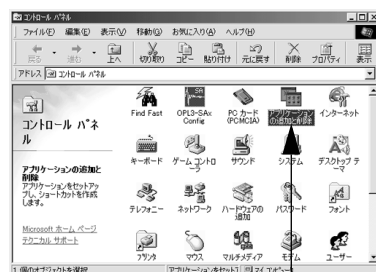 コントロール パネル
ファイル(F) 編集(E) 表示(V) 移動(G) お気に入り(A) ヘルプ(H)
戻る 進む 上へ 切り取り コピー 貼り付け 元に戻す 削除 プロパティ 表示
アドレス コントロール パネル
コントロール パネ
ル
アプリケーションの追加と
削除
アプリケーションをセットアッ
プし、ショートカットを作成
します。
Microsoft ホーム ページ
テクニカル サポート
Find Fast
OPL3-SAx
Config
PC カード
(PCMCIA)
アプリケーション
の追加と削除
インターネット
キーボード
ゲーム コントロ
ーラ
サウンド
システム
デスクトップ テ
ーマ
テレフォニー
ネットワーク
ハードウェアの
追加
パスワード
フォント
プリンタ
マウス
マルチメディア
モデム
ユーザー
1 個のオブジェクトを選択 アプリケーションをセット マイ コンピュータ